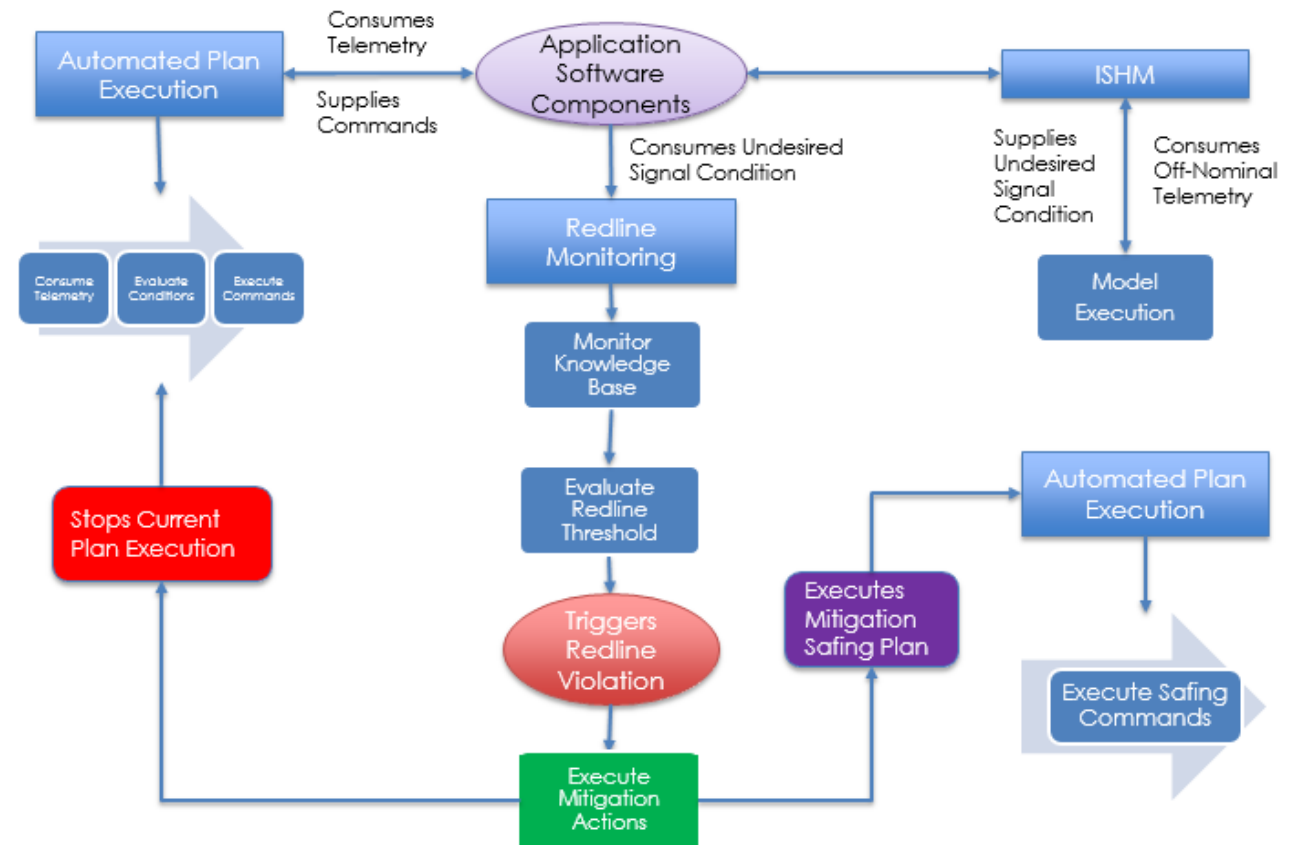 Consumes
Telemetry
Automated Plan
Execution
Application
Software
Components
ISHM
Supplies
Commands
Consumes Undesired
Signal Condition
Supplies
Undesired
Signal
Condition
Consumes
Off-Nominal
Telemetry
Redline
Monitoring
Consume
Telemetry
Evaluate
Conditions
Execute
Commands
Model
Execution
Monitor
Knowledge
Base
Evaluate
Redline
Threshold
Automated Plan
Execution
Stops Current
Plan Execution
Executes
Mitigation
Safing Plan
Triggers
Redline
Violation
Execute Safing
Commands
Execute
Mitigation
Actions